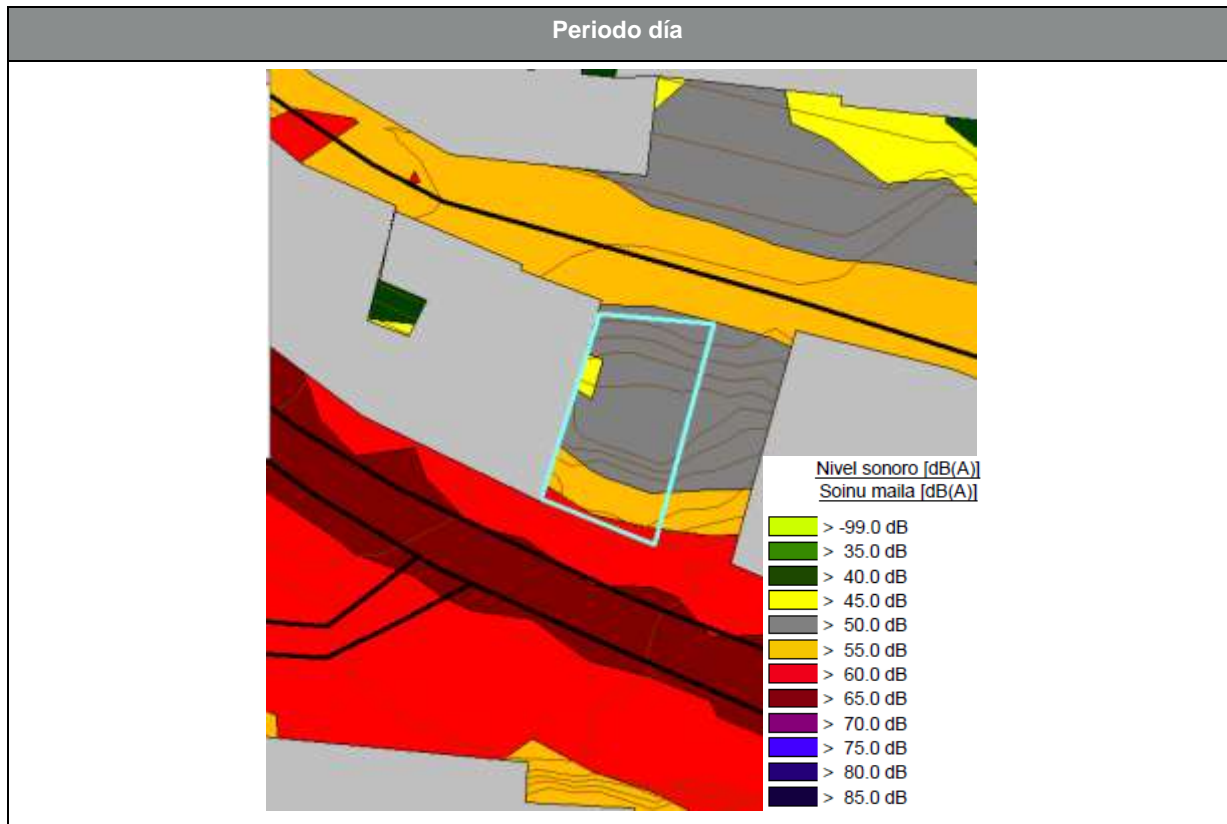 Periodo día
Nivel sonoro [dB(A)]
Soinu maila [dB(A)]
> -99.0 dB
> 35.0 dB
> 40.0 dB
> 45.0 dB
> 50.0 dB
> 55.0 dB
> 60.0 dB
> 65.0 dB
> 70.0 dB
> 75.0 dB
> 80.0 dB
> 85.0 dB